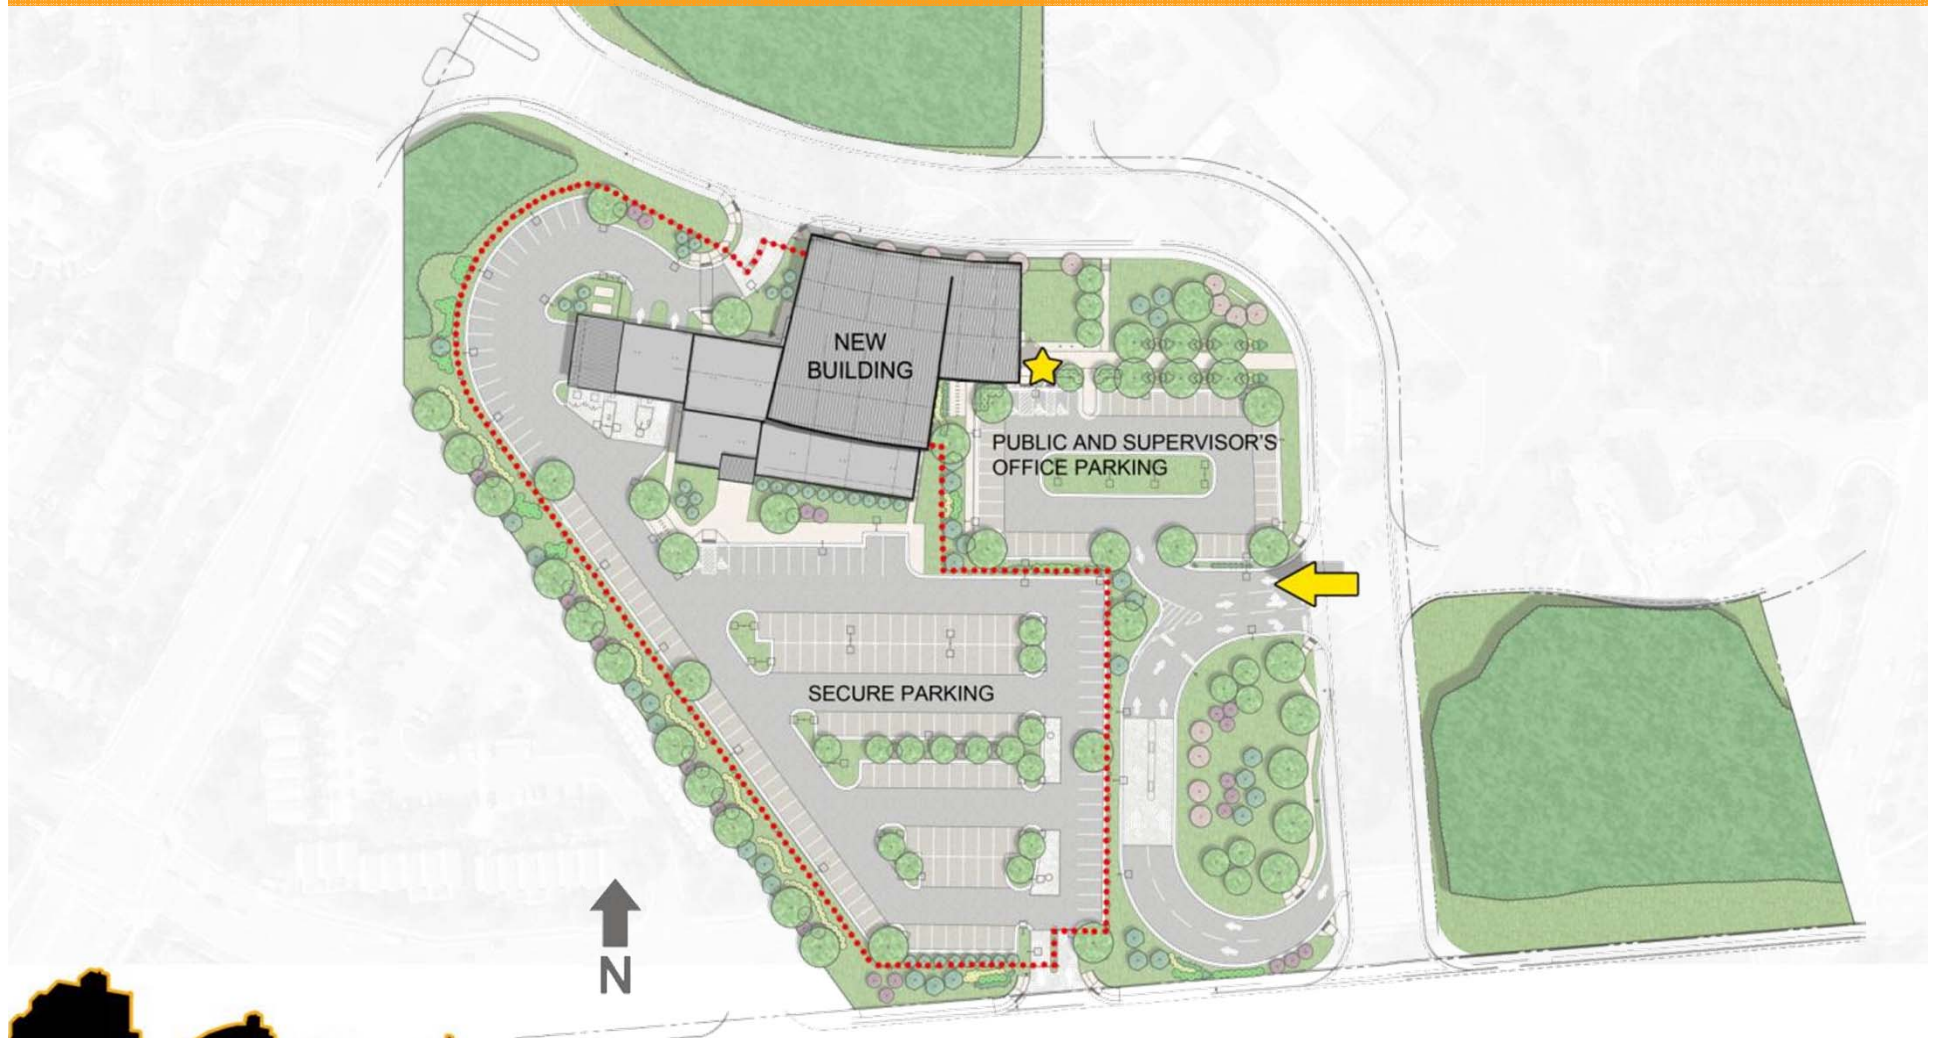 NEW
BUILDING
PUBLIC AND SUPERVISOR'S
OFFICE PARKING
SECURE PARKING
N